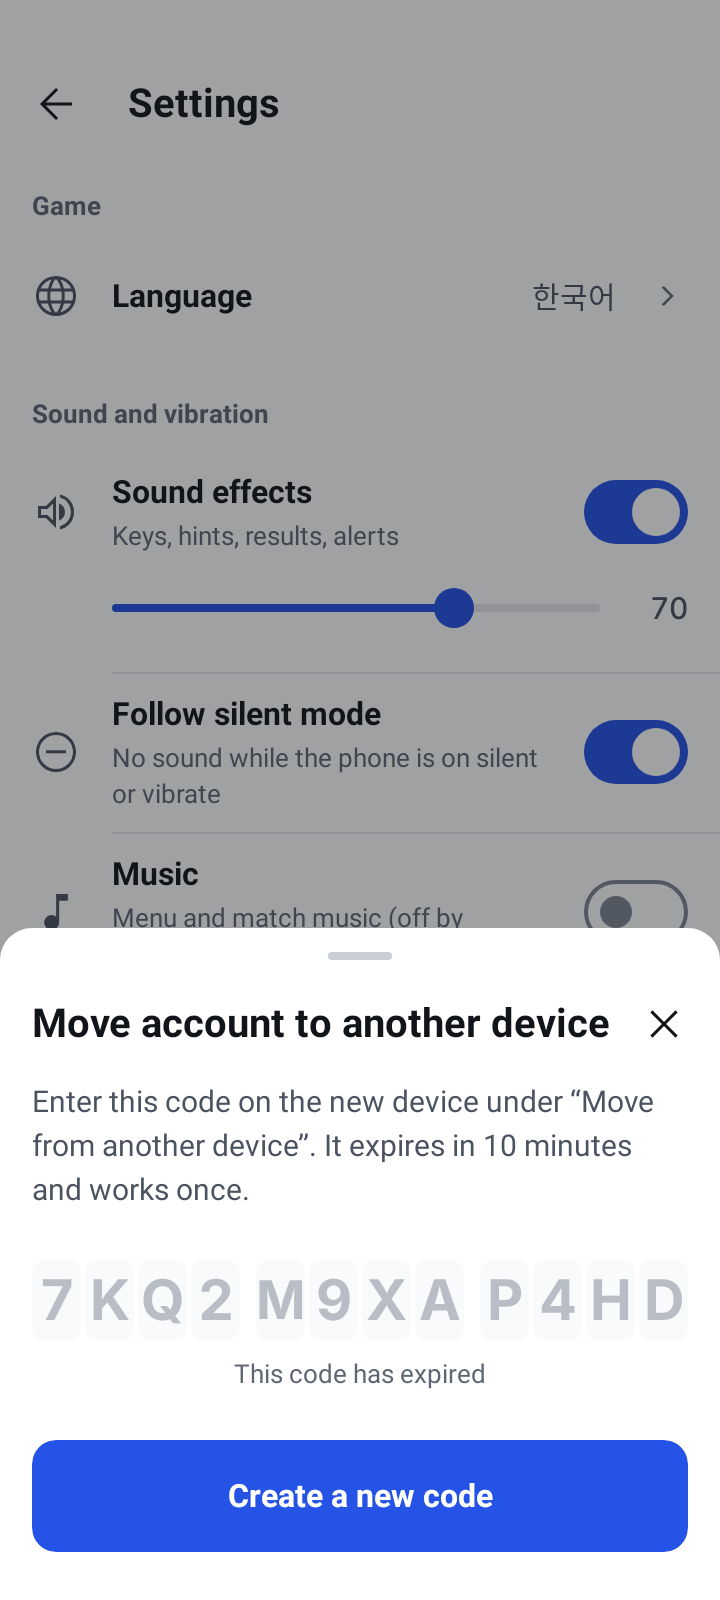 Settings
Game
Language
한국어
Sound and vibration
Sound effects
Keys, hints, results, alerts
70
Follow silent mode
No sound while the phone is on silent
or vibrate
Music
Menu and match music (off by
Move account to another device
Enter this code on the new device under “Move
from another device”. It expires in 10 minutes
and works once.
7KQ2 M9XA P4HD
This code has expired
Create a new code